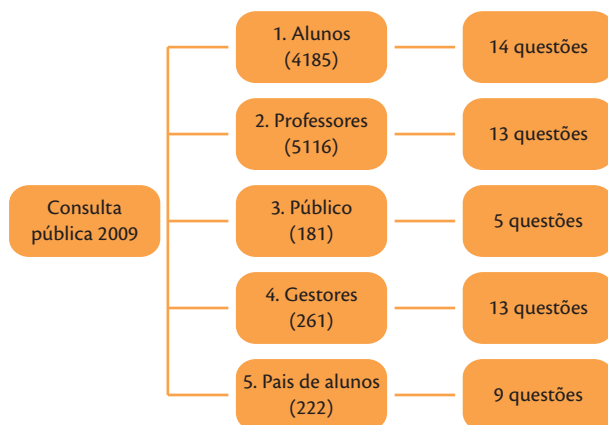 Consulta
pública 2009
1. Alunos
(4185)
14 questões
2. Professores
(5116)
13 questões
3. Público
(181)
5 questões
4. Gestores
(261)
13 questões
5. Pais de alunos
(222)
9 questões